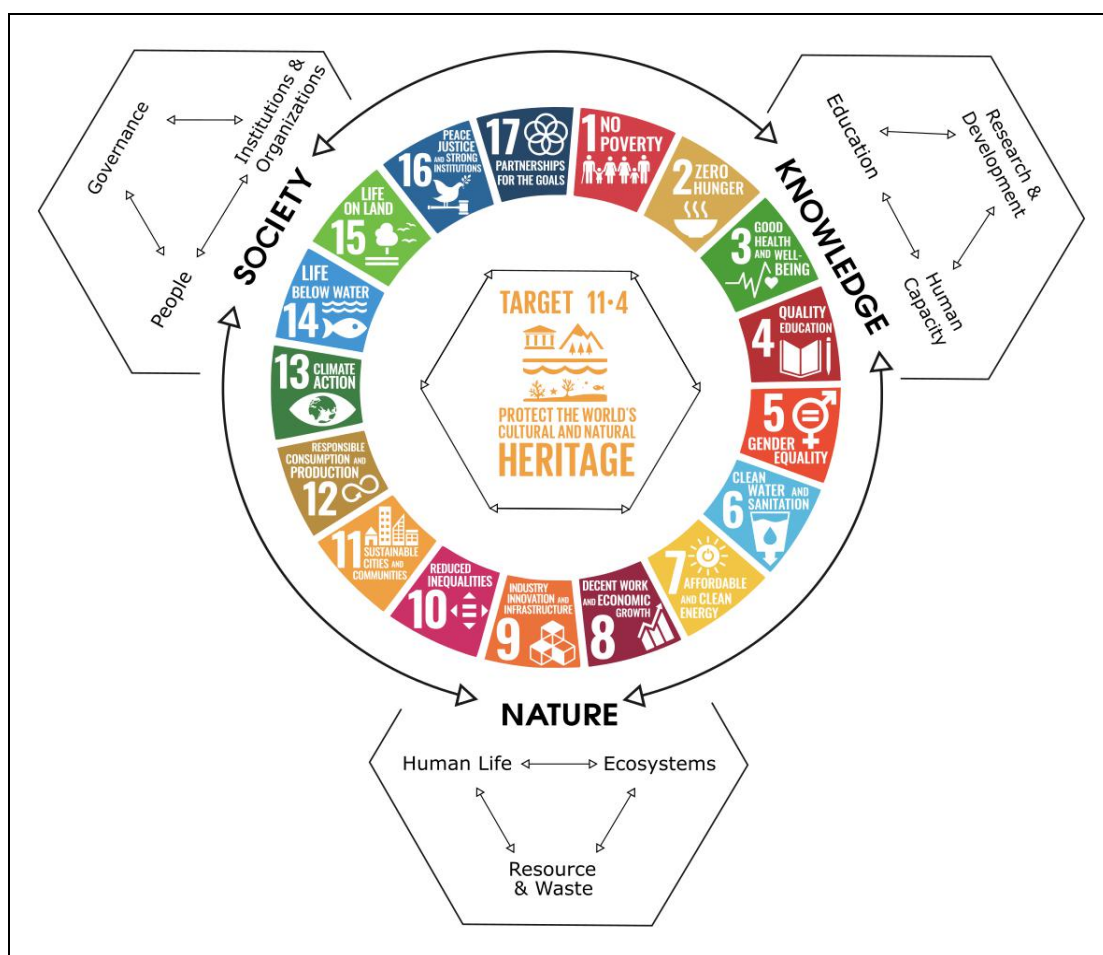 Governance
Institutions &
Organizations
People
SOCIETY
Education
Research &
Development
Human
Capacity
KNOWLEDGE
1 NO
POVERTY
2 ZERO
HUNGER
3 GOOD
HEALTH
AND WELL-
BEING
4 QUALITY
EDUCATION
5 GENDER
EQUALITY
6 CLEAN
WATER AND
SANITATION
7 AFFORDABLE
AND CLEAN
ENERGY
8 DECENT WORK
AND ECONOMIC
GROWTH
9 INDUSTRY
INNOVATION AND
INFRASTRUCTURE
10 REDUCED
INEQUALITIES
11 SUSTAINABLE
CITIES AND
COMMUNITIES
12 RESPONSIBLE
CONSUMPTION AND
PRODUCTION
13 CLIMATE
ACTION
14 LIFE
BELOW WATER
15 LIFE
ON LAND
16 PEACE
JUSTICE
AND STRONG
INSTITUTIONS
17 PARTNERSHIPS
FOR THE GOALS
TARGET 11·4
PROTECT THE WORLD'S
CULTURAL AND NATURAL
HERITAGE
NATURE
Human Life
Ecosystems
Resource
& Waste